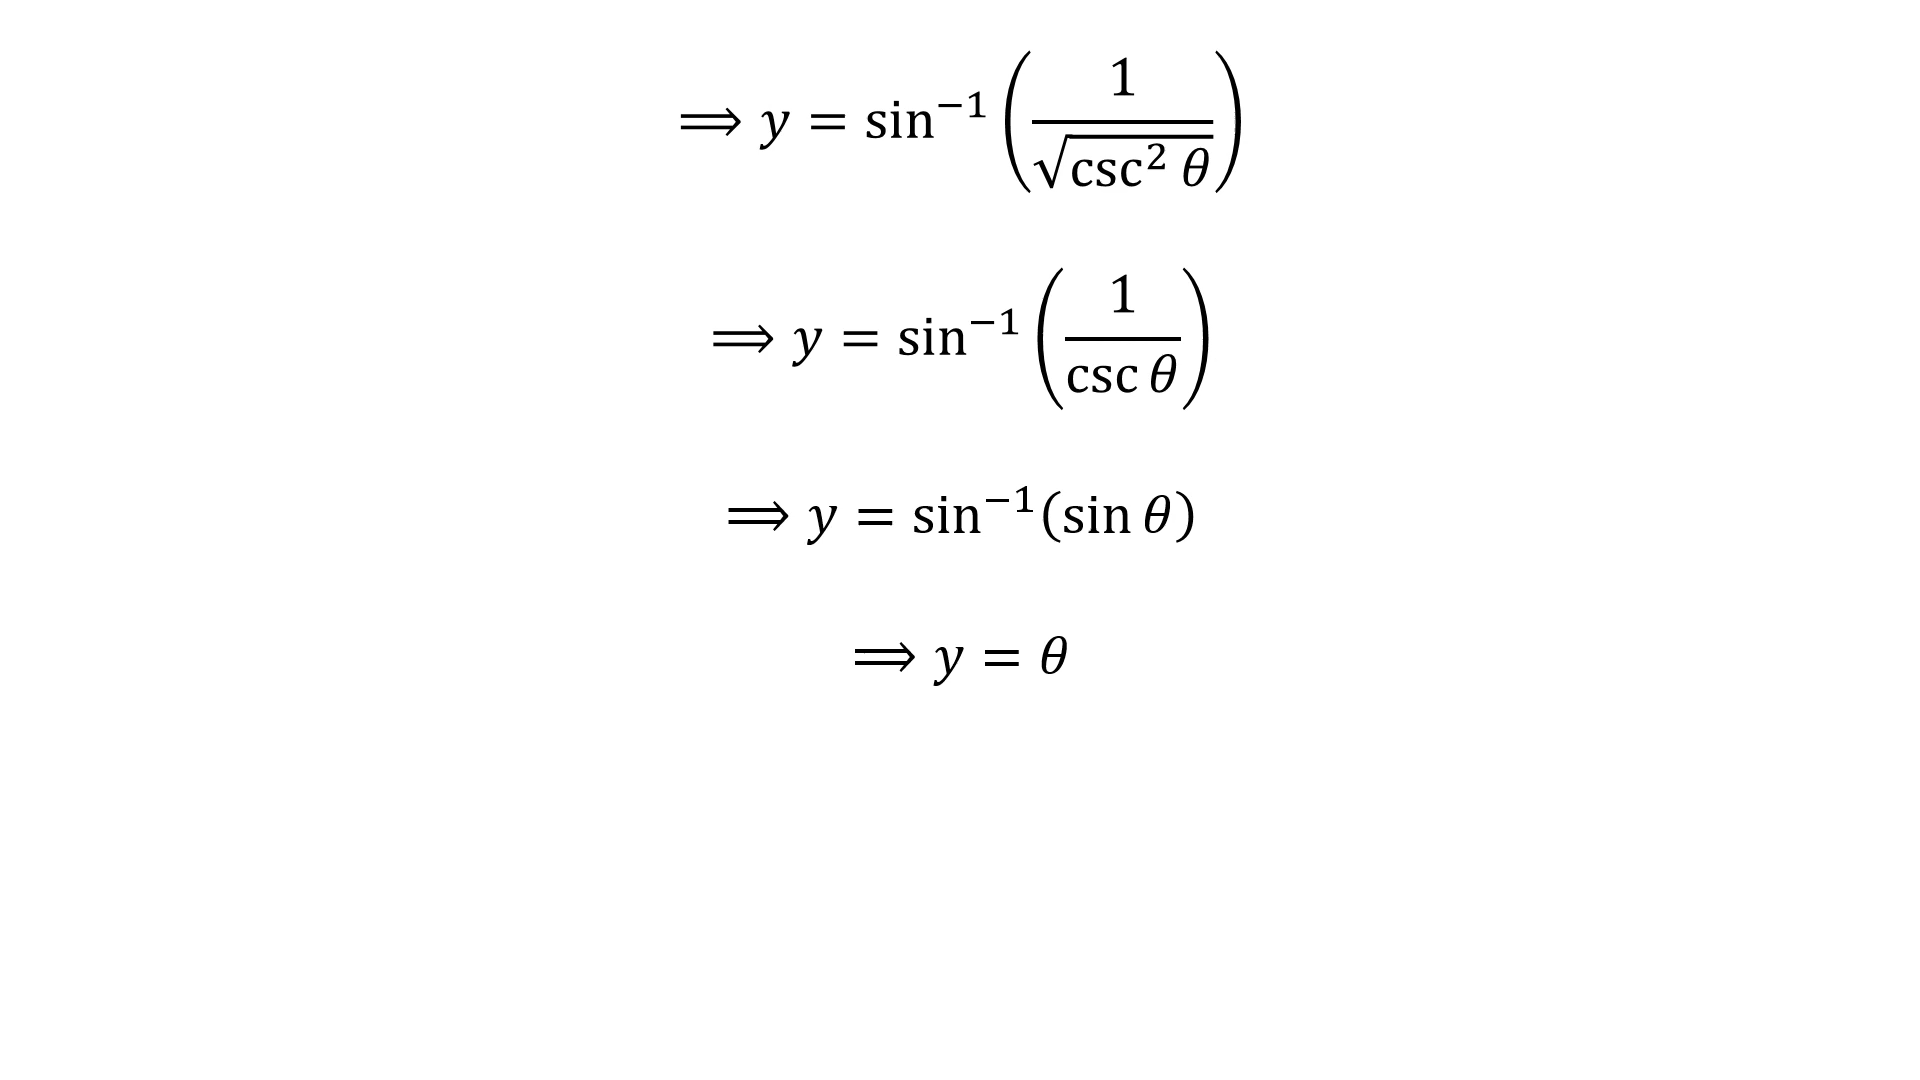 ⟹ y = sin⁻¹ (1/√(csc² θ))
⟹ y = sin⁻¹ (1/csc θ)
⟹ y = sin⁻¹(sin θ)
⟹ y = θ